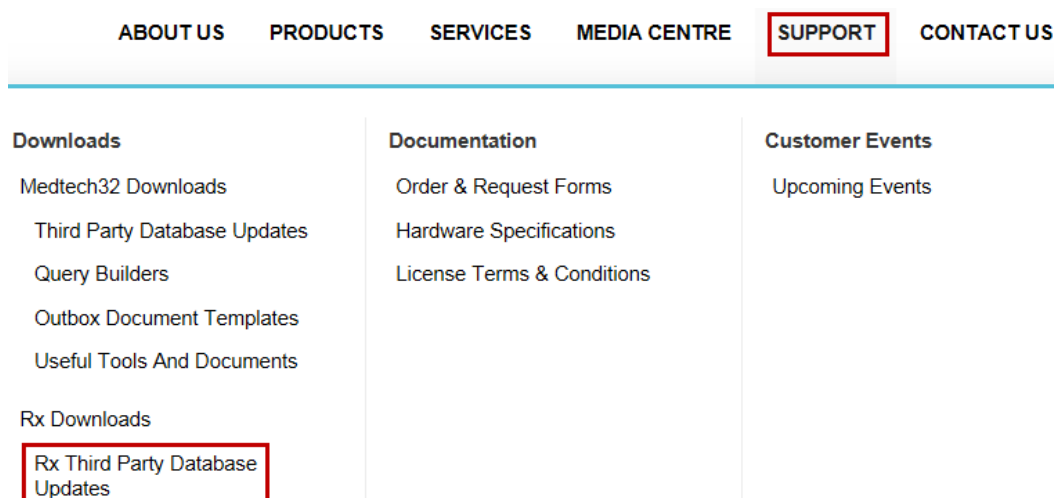 ABOUT US PRODUCTS SERVICES MEDIA CENTRE SUPPORT CONTACT US
Downloads
Medtech32 Downloads
Third Party Database Updates
Query Builders
Outbox Document Templates
Useful Tools And Documents
Rx Downloads
Rx Third Party Database
Updates
Documentation
Order & Request Forms
Hardware Specifications
License Terms & Conditions
Customer Events
Upcoming Events